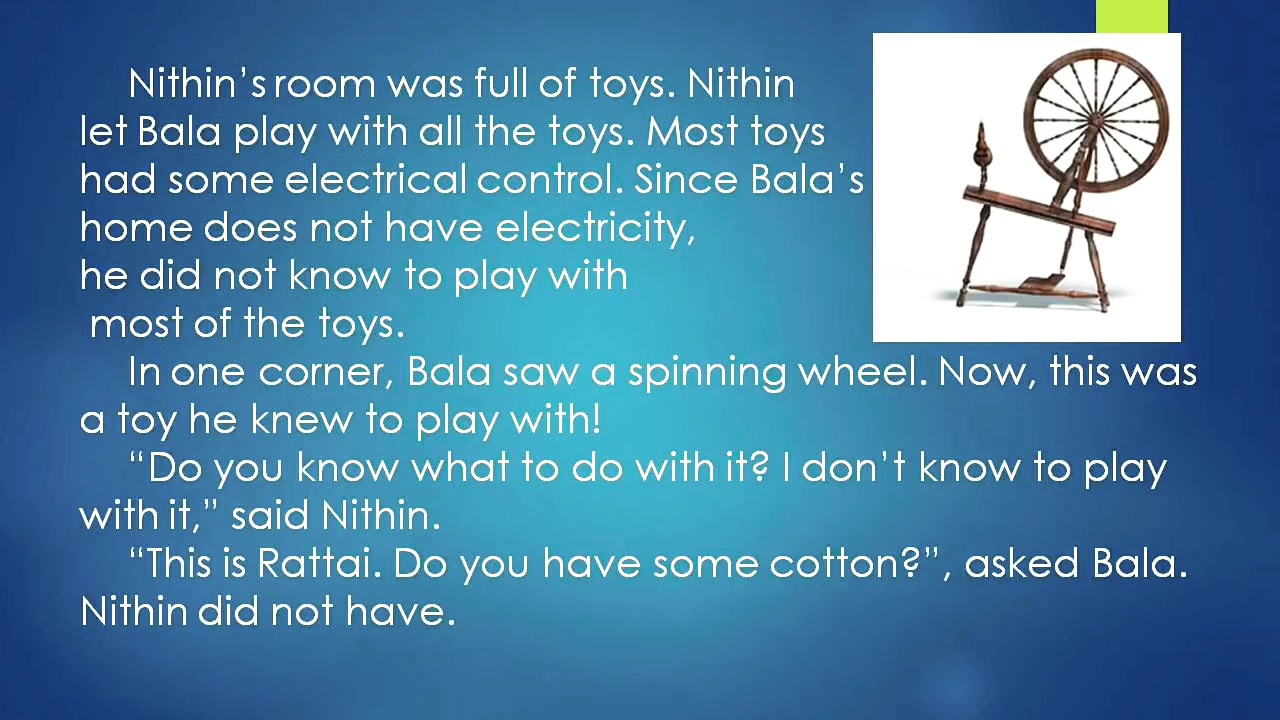 Nithin’s room was full of toys. Nithin
let Bala play with all the toys. Most toys
had some electrical control. Since Bala’s
home does not have electricity,
he did not know to play with
most of the toys.
In one corner, Bala saw a spinning wheel. Now, this was
a toy he knew to play with!
“Do you know what to do with it? I don’t know to play
with it,” said Nithin.
“This is Rattai. Do you have some cotton?”, asked Bala.
Nithin did not have.